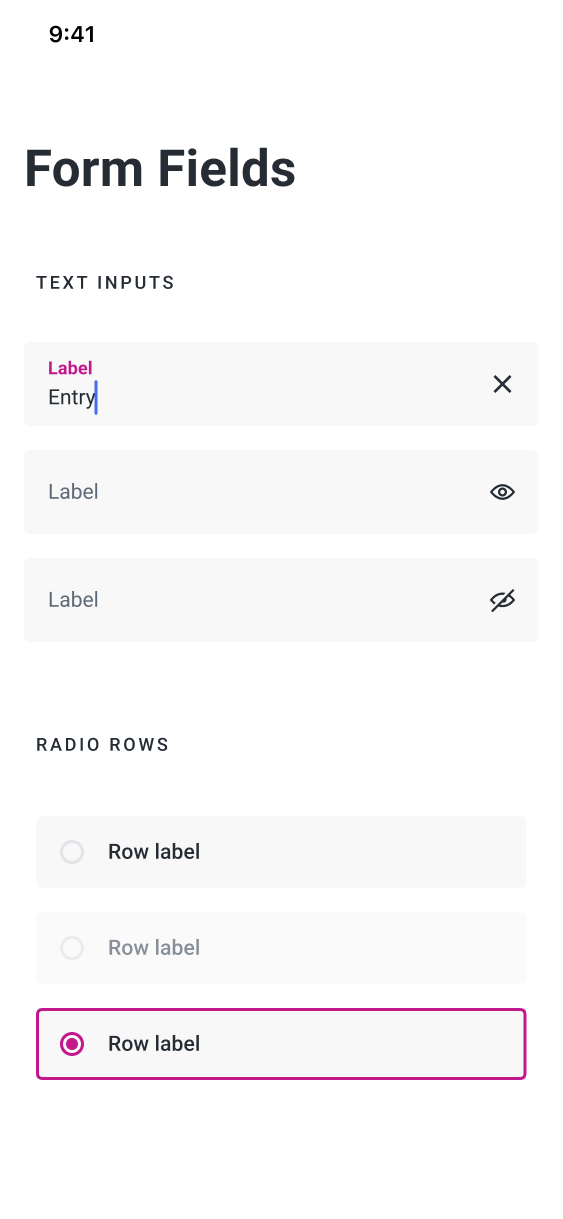 9:41
Form Fields
TEXT INPUTS
Label
Entry
Label
Label
RADIO ROWS
Row label
Row label
Row label